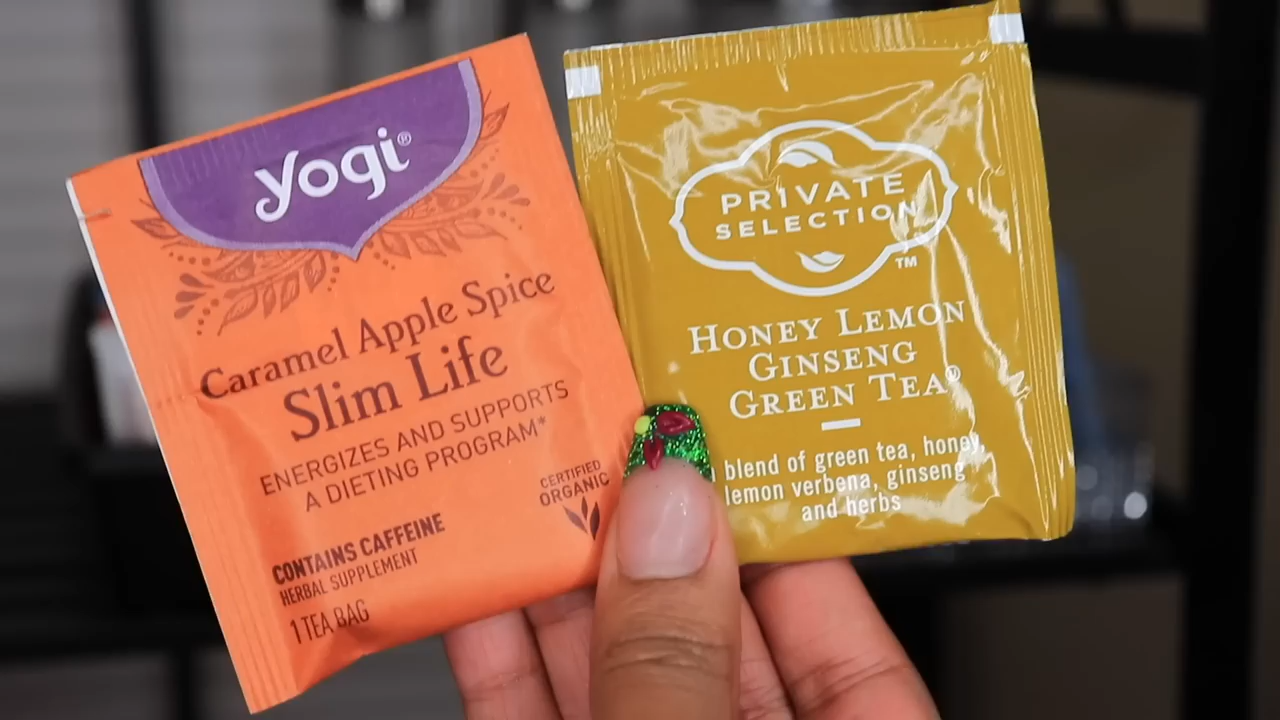 yogi®
Caramel Apple Spice
Slim Life
ENERGIZES AND SUPPORTS
A DIETING PROGRAM*
CERTIFIED
ORGANIC
CONTAINS CAFFEINE
HERBAL SUPPLEMENT
1 TEA BAG
PRIVATE
SELECTION
TM
HONEY LEMON
GINSENG
GREEN TEA®
blend of green tea, honey,
lemon verbena, ginseng
and herbs